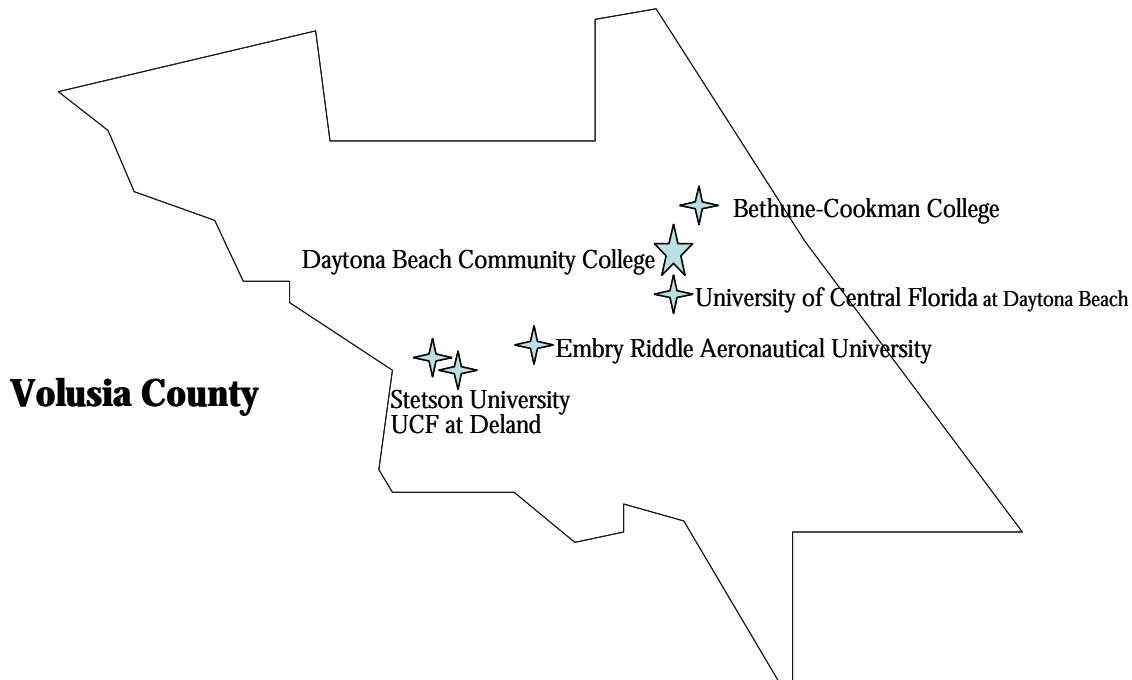 Bethune-Cookman College
Daytona Beach Community College
University of Central Florida at Daytona Beach
Embry Riddle Aeronautical University
Volusia County
Stetson University
UCF at Deland